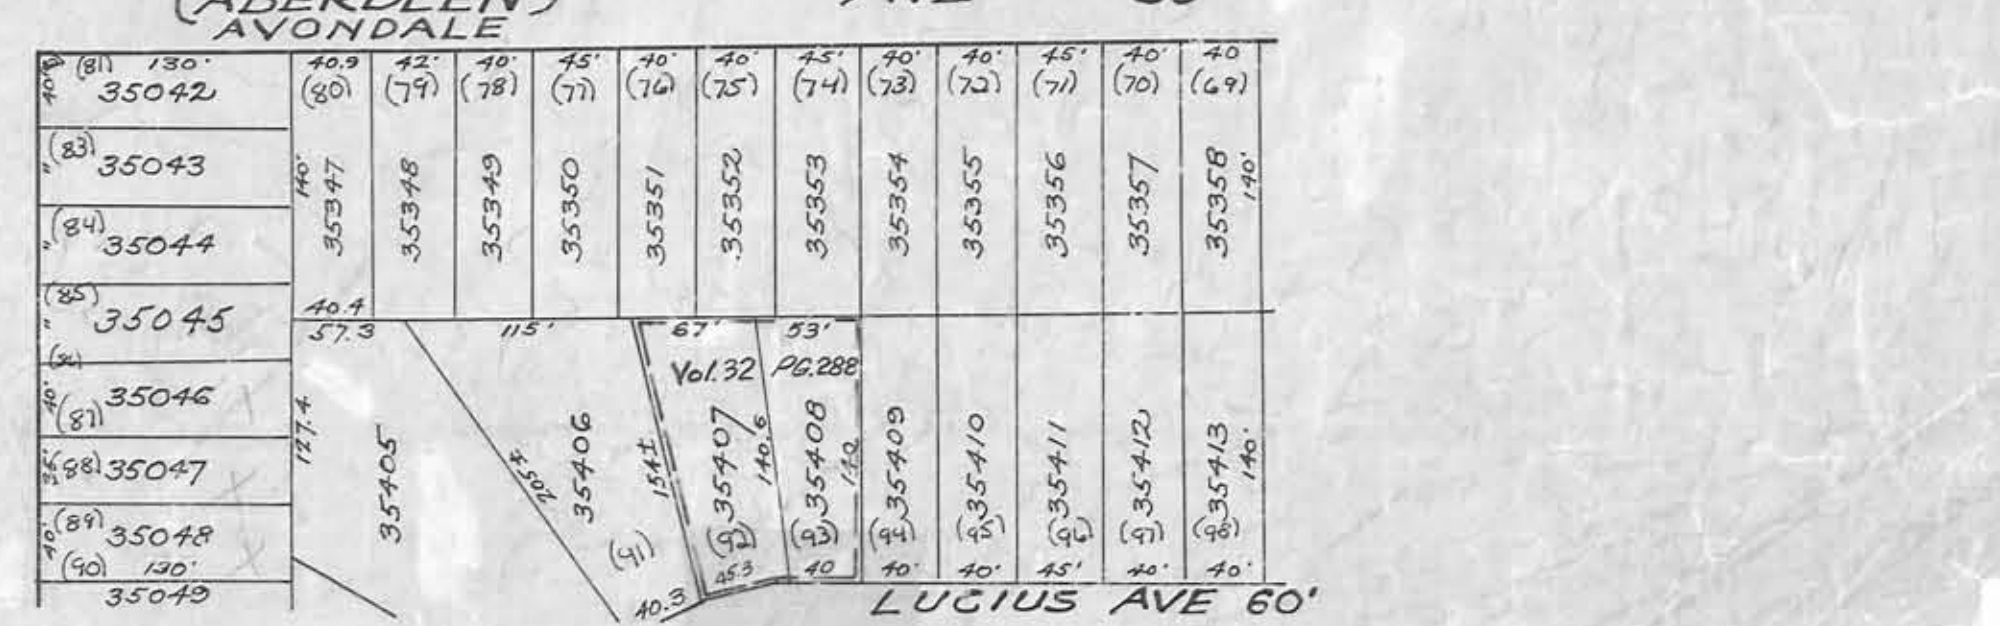 (ABERDEEN)
AVONDALE
(81) 130'
35042
(83)
" 35043
(84)
" 35044
(85)
" 35045
40' 35046
(87)
(88) 35047
40' (89) 35048
(90) 130'
35049
40.9 42' 40' 45' 40' 40' 45' 40' 40' 45' 40' 40
(80) (79) (78) (77) (76) (75) (74) (73) (72) (71) (70) (69)
140' 35347 35348 35349 35350 35351 35352 35353 35354 35355 35356 35357 35358 140'
40.4
57.3 115' 67' 53'
Vol.32 PG.288
127.4 35405 205± 35406 154± 35407 140.6 35408 140 35409 35410 35411 35412 35413 140'
(91) (92) (93) (94) (95) (96) (97) (98)
40.3 45.3 40 40' 40' 45' 40' 40'
LUCIUS AVE 60'